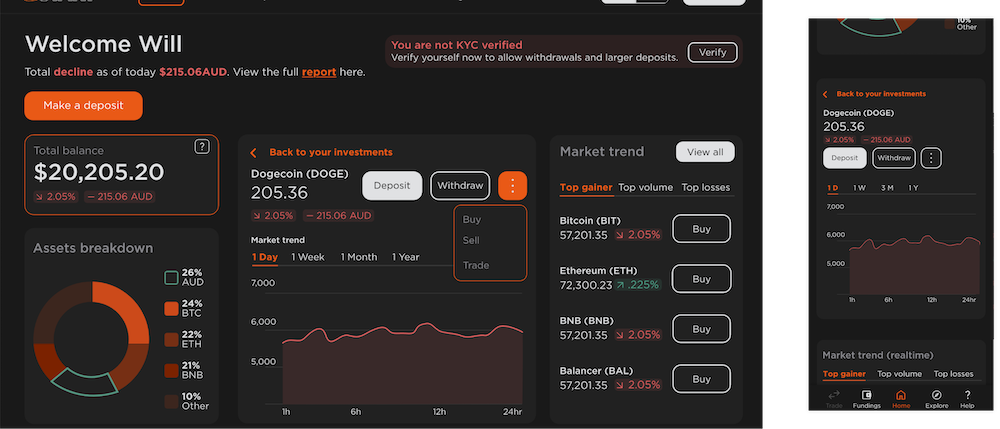 Welcome Will
Total decline as of today $215.06AUD. View the full report here.
You are not KYC verified
Verify yourself now to allow withdrawals and larger deposits.
Verify
Make a deposit
Total balance
?
$20,205.20
2.05%
— 215.06 AUD
Assets breakdown
26%
AUD
24%
BTC
22%
ETH
21%
BNB
10%
Other
Back to your investments
Dogecoin (DOGE)
205.36
2.05%
— 215.06 AUD
Deposit
Withdraw
Buy
Sell
Trade
Market trend
1 Day 1 Week 1 Month 1 Year
7,000
6,000
5,000
1h 6h 12h 24hr
Market trend
View all
Top gainer Top volume Top losses
Bitcoin (BIT)
57,201.35 2.05%
Buy
Ethereum (ETH)
72,300.23 .225%
Buy
BNB (BNB)
57,201.35 2.05%
Buy
Balancer (BAL)
57,201.35 2.05%
Buy
10%
Other
Back to your investments
Dogecoin (DOGE)
205.36
2.05% — 215.06 AUD
Deposit
Withdraw
1 D 1 W 3 M 1 Y
7,000
6,000
5,000
1h 6h 12h 24hr
Market trend (realtime)
Top gainer Top volume Top losses
Trade Fundings Home Explore Help